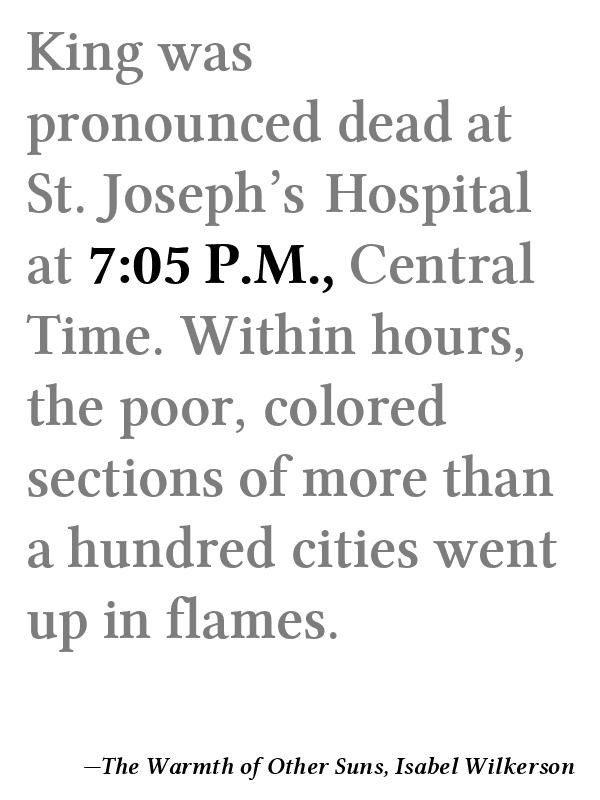 King was
pronounced dead at
St. Joseph’s Hospital
at 7:05 P.M., Central
Time. Within hours,
the poor, colored
sections of more than
a hundred cities went
up in flames.
—The Warmth of Other Suns, Isabel Wilkerson